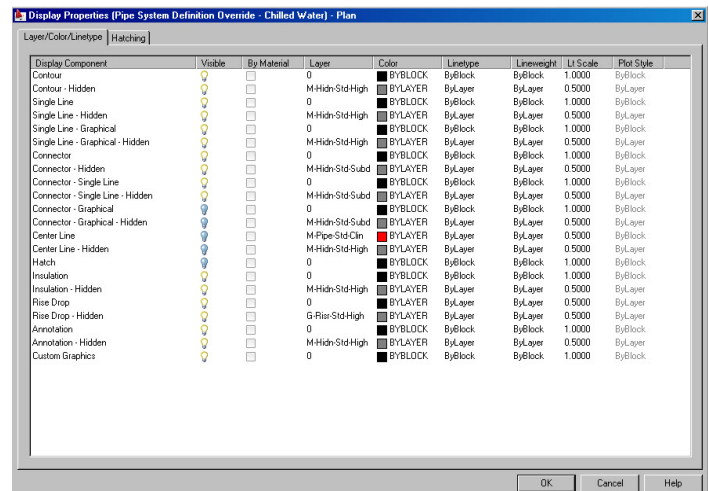 Display Properties (Pipe System Definition Override - Chilled Water) - Plan
Layer/Color/Linetype Hatching
Display Component Visible By Material Layer Color Linetype Lineweight Lt Scale Plot Style
Contour 0 BYBLOCK ByBlock ByBlock 1.0000 ByBlock
Contour - Hidden M-Hidn-Std-High BYLAYER ByLayer ByLayer 0.5000 ByLayer
Single Line 0 BYBLOCK ByBlock ByBlock 1.0000 ByBlock
Single Line - Hidden M-Hidn-Std-High BYLAYER ByLayer ByLayer 0.5000 ByLayer
Single Line - Graphical 0 BYBLOCK ByBlock ByBlock 1.0000 ByBlock
Single Line - Graphical - Hidden M-Hidn-Std-High BYLAYER ByLayer ByLayer 0.5000 ByLayer
Connector 0 BYBLOCK ByBlock ByBlock 1.0000 ByBlock
Connector - Hidden M-Hidn-Std-Subd BYLAYER ByLayer ByLayer 0.5000 ByLayer
Connector - Single Line 0 BYBLOCK ByBlock ByBlock 1.0000 ByBlock
Connector - Single Line - Hidden M-Hidn-Std-Subd BYLAYER ByLayer ByLayer 0.5000 ByLayer
Connector - Graphical 0 BYBLOCK ByBlock ByBlock 1.0000 ByBlock
Connector - Graphical - Hidden M-Hidn-Std-Subd BYLAYER ByLayer ByLayer 0.5000 ByLayer
Center Line M-Pipe-Std-Clin BYLAYER ByLayer ByLayer 0.5000 ByLayer
Center Line - Hidden M-Hidn-Std-High BYLAYER ByLayer ByLayer 0.5000 ByLayer
Hatch 0 BYBLOCK ByBlock ByBlock 1.0000 ByBlock
Insulation 0 BYBLOCK ByBlock ByBlock 1.0000 ByBlock
Insulation - Hidden M-Hidn-Std-High BYLAYER ByLayer ByLayer 0.5000 ByLayer
Rise Drop 0 BYLAYER ByLayer ByLayer 0.5000 ByLayer
Rise Drop - Hidden G-Risr-Std-High BYLAYER ByLayer ByLayer 0.5000 ByLayer
Annotation 0 BYBLOCK ByBlock ByBlock 1.0000 ByBlock
Annotation - Hidden M-Hidn-Std-High BYLAYER ByLayer ByLayer 0.5000 ByLayer
Custom Graphics 0 BYBLOCK ByBlock ByBlock 1.0000 ByBlock
OK Cancel Help